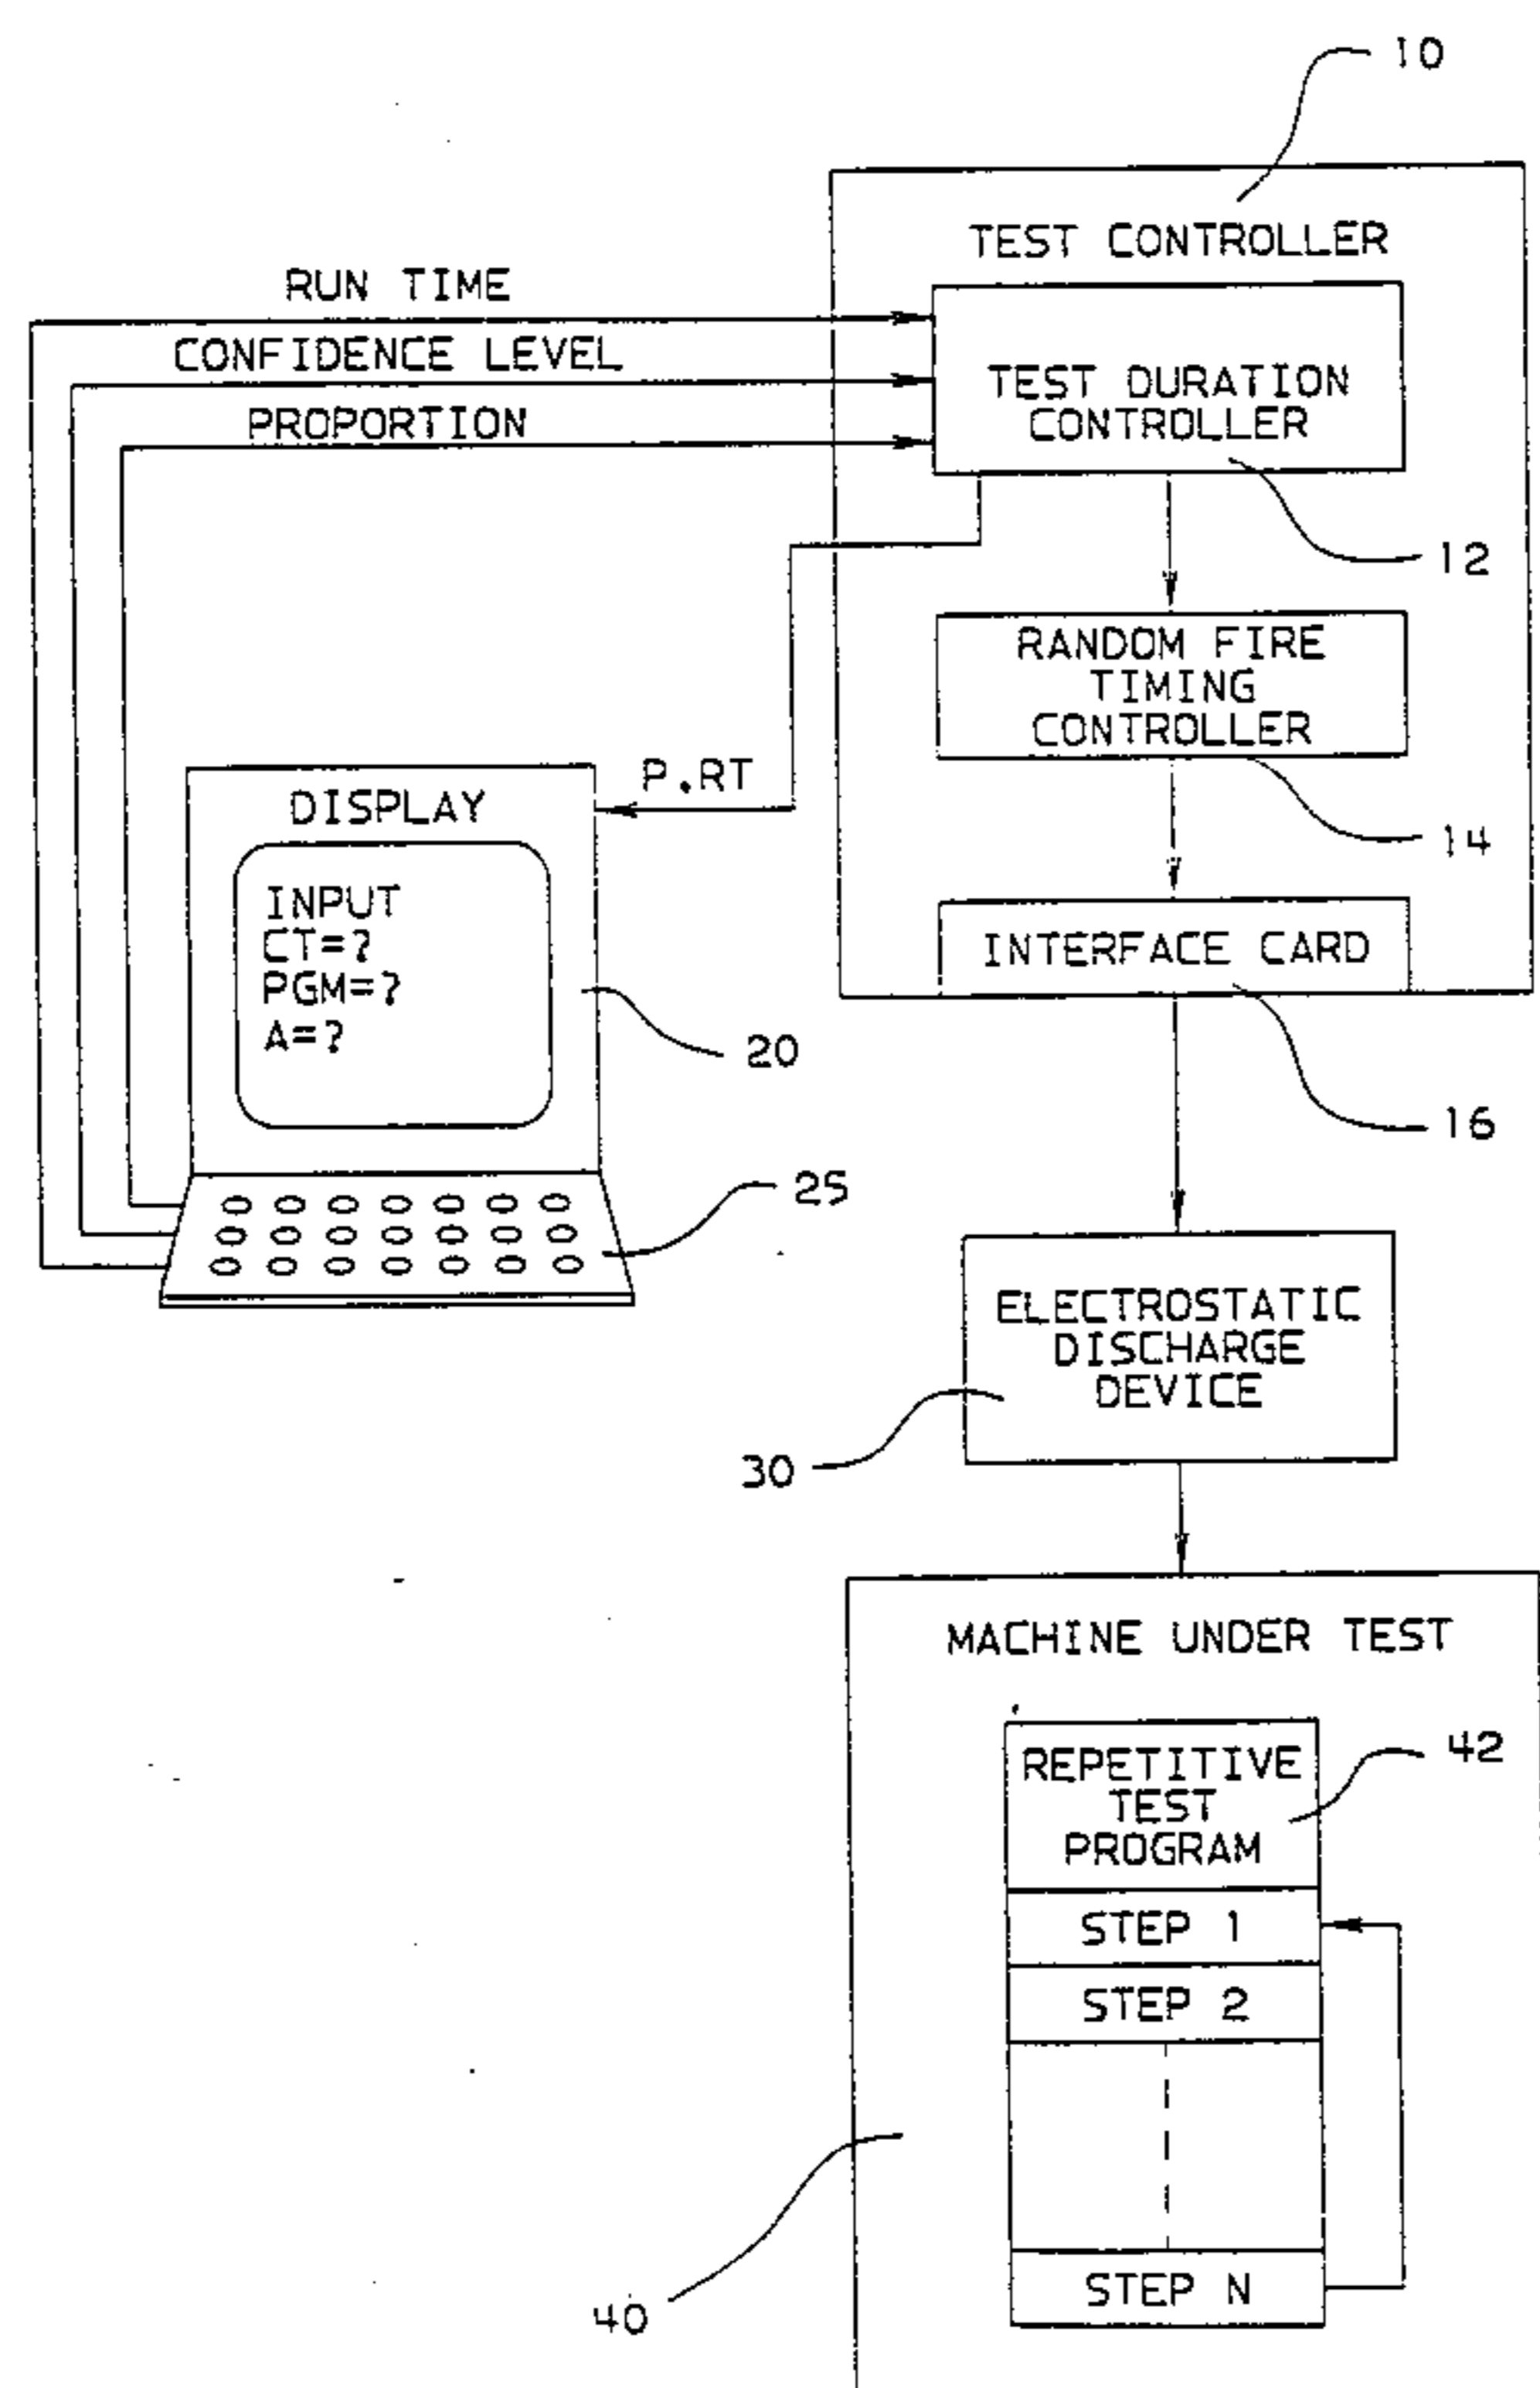 10
TEST CONTROLLER
RUN TIME
CONFIDENCE LEVEL
PROPORTION
TEST DURATION
CONTROLLER
12
RANDOM FIRE
TIMING
CONTROLLER
14
P.RT
DISPLAY
INPUT
CT=?
PGM=?
A=?
20
INTERFACE CARD
16
25
ELECTROSTATIC
DISCHARGE
DEVICE
30
MACHINE UNDER TEST
REPETITIVE
TEST
PROGRAM
42
STEP 1
STEP 2
STEP N
40